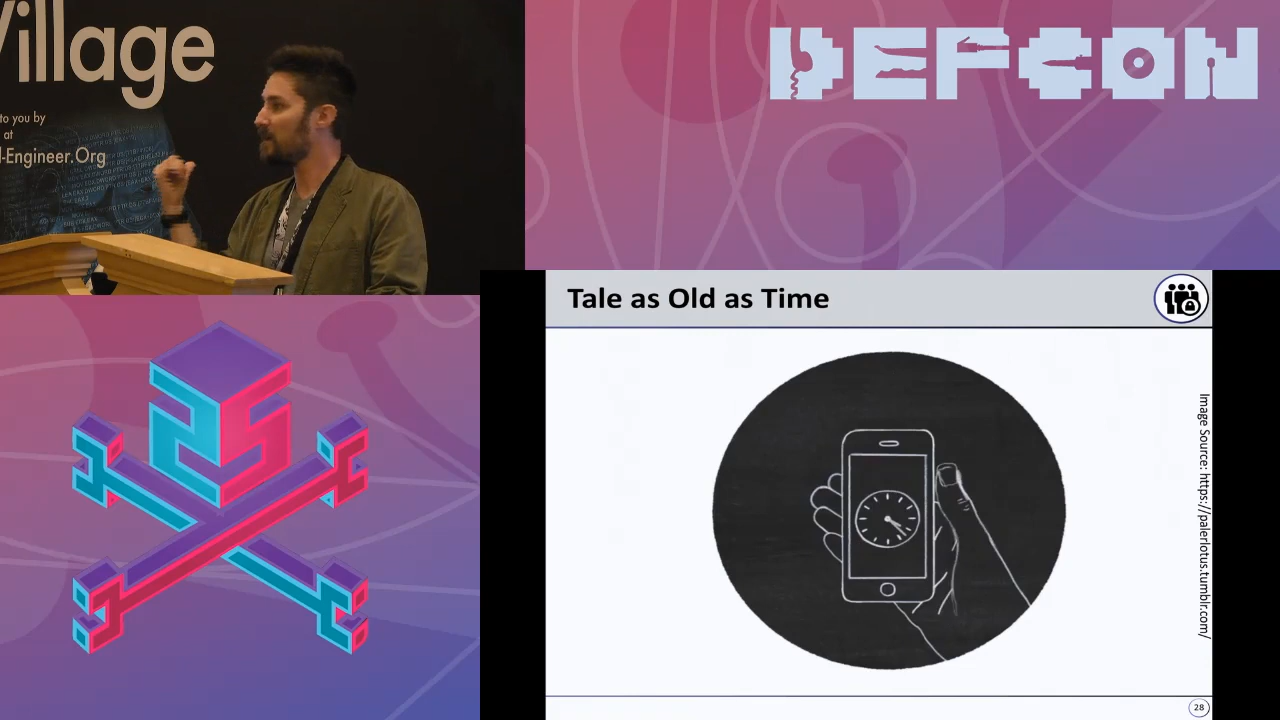 Village
to you by
at
l-Engineer.Org
DEFCON
Tale as Old as Time
Image Source: https://palerlotus.tumblr.com/
28